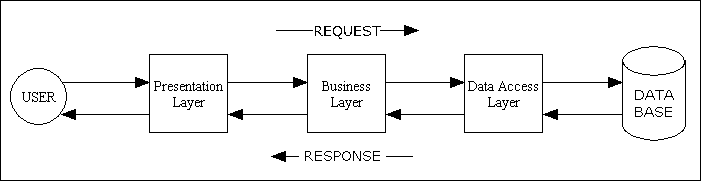 REQUEST
USER
Presentation
Layer
Business
Layer
Data Access
Layer
DATA
BASE
RESPONSE